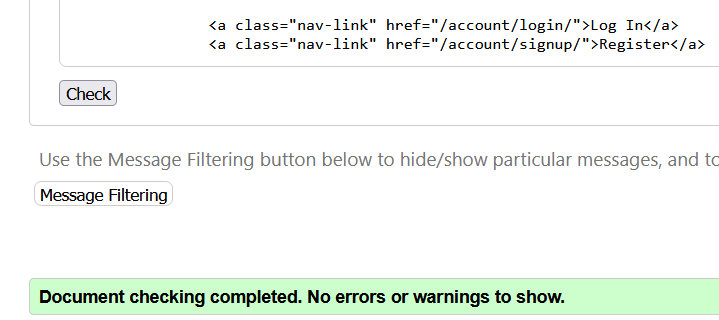 <a class="nav-link" href="/account/login/">Log In</a>
<a class="nav-link" href="/account/signup/">Register</a>
Check
Use the Message Filtering button below to hide/show particular messages, and to
Message Filtering
Document checking completed. No errors or warnings to show.